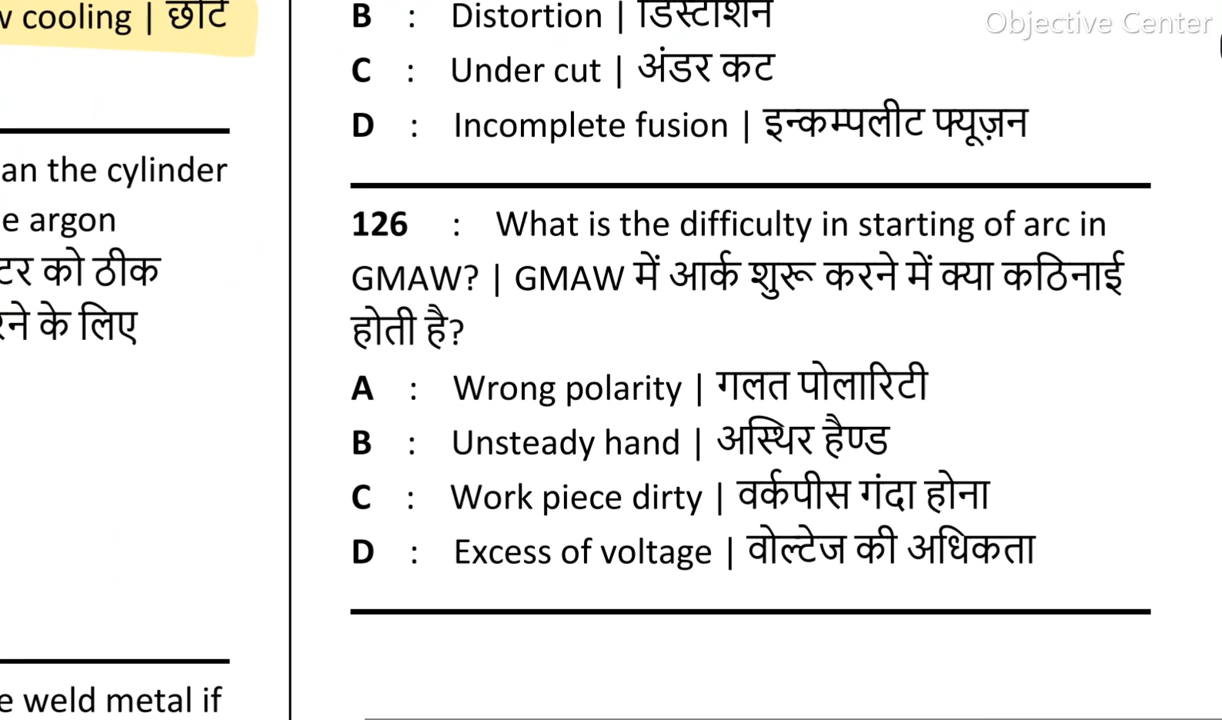 cooling | छोटे
an the cylinder
e argon
टर को ठीक
रने के लिए
e weld metal if
Objective Center
B : Distortion | डिस्टॉर्शन
C : Under cut | अंडर कट
D : Incomplete fusion | इन्कम्पलीट फ्यूज़न
126 : What is the difficulty in starting of arc in
GMAW? | GMAW में आर्क शुरू करने में क्या कठिनाई
होती है?
A : Wrong polarity | गलत पोलारिटी
B : Unsteady hand | अस्थिर हैण्ड
C : Work piece dirty | वर्कपीस गंदा होना
D : Excess of voltage | वोल्टेज की अधिकता